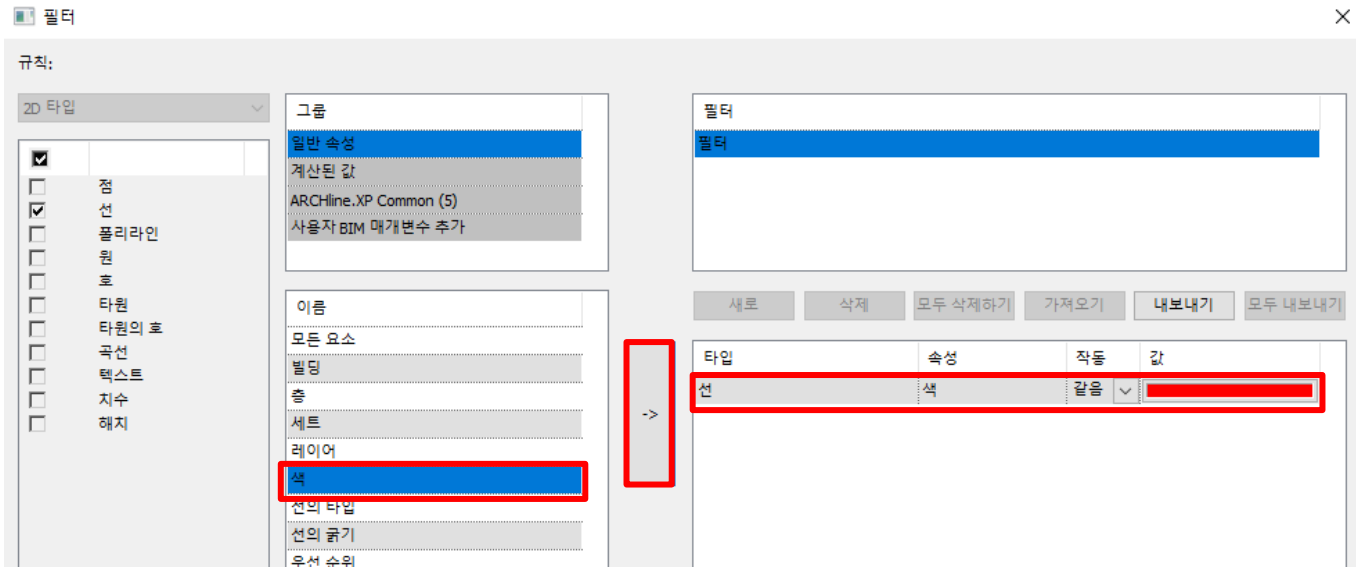 필터
규칙:
2D 타입
점
선
폴리라인
원
호
타원
타원의 호
곡선
텍스트
치수
해치
그룹
일반 속성
계산된 값
ARCHline.XP Common (5)
사용자 BIM 매개변수 추가
이름
모든 요소
빌딩
층
세트
레이어
색
선의 타입
선의 굵기
우선 순위
->
필터
필터
새로 삭제 모두 삭제하기 가져오기 내보내기 모두 내보내기
타입 속성 작동 값
선 색 같음